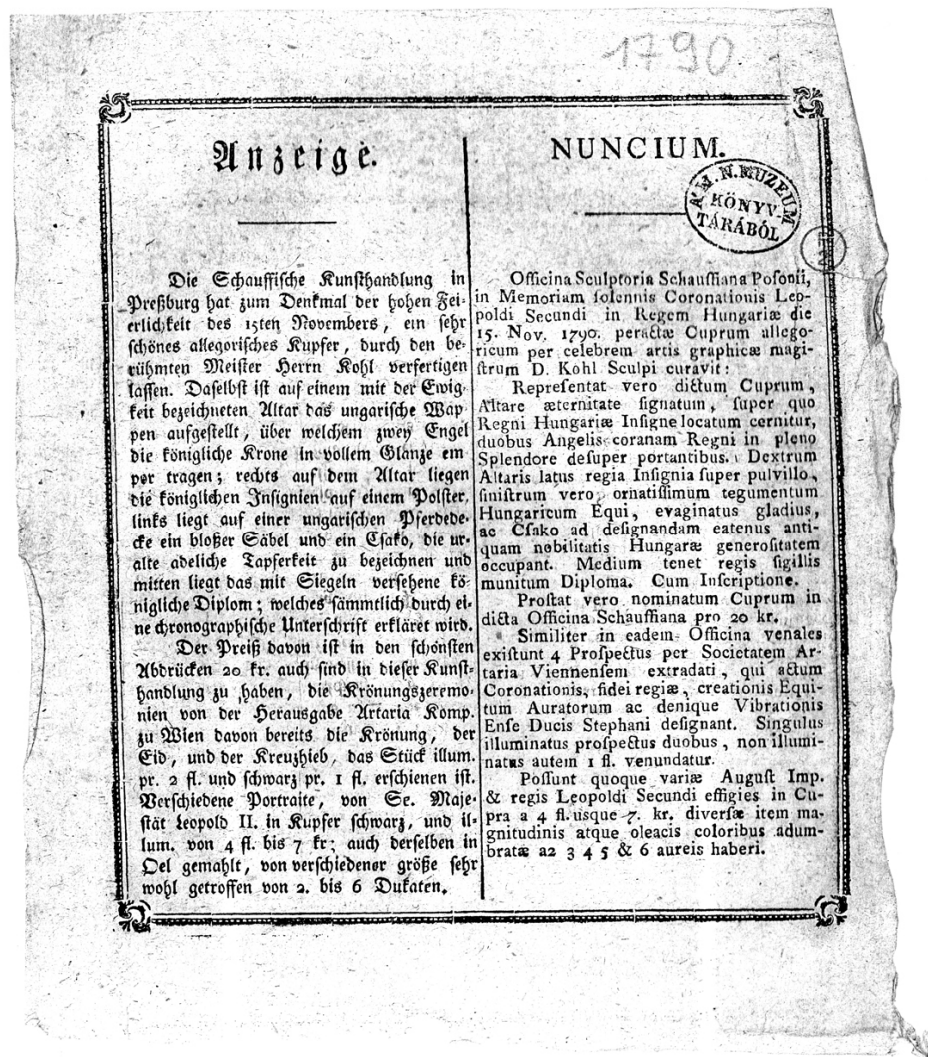 1790
Anzeige.
Die Schauffische Kunsthandlung in
Preßburg hat zum Denkmal der hohen Fei-
erlichkeit des 15ten Novembers, ein sehr
schönes allegorisches Kupfer, durch den be-
rühmten Meister Herrn Kohl verfertigen
lassen. Daselbst ist auf einem mit der Ewig-
keit bezeichneten Altar das ungarische Wap
pen aufgestellt, über welchem zwey Engel
die königliche Krone in vollem Glanze em
por tragen; rechts auf dem Altar liegen
die königlichen Insignien auf einem Polster,
links liegt auf einer ungarischen Pferdede-
cke ein bloßer Säbel und ein Csako, die ur-
alte adeliche Tapferkeit zu bezeichnen und
mitten liegt das mit Siegeln versehene kö-
nigliche Diplom; welches sämmtlich durch ei-
ne chronographische Unterschrift erkläret wird.
Der Preiß davon ist in den schönsten
Abdrücken 20 kr. auch sind in dieser Kunst-
handlung zu haben, die Krönungszeremo-
nien von der Herausgabe Artaria Komp.
zu Wien davon bereits die Krönung, der
Eid, und der Kreuzhieb, das Stück illum.
pr. 2 fl. und schwarz pr. 1 fl. erschienen ist.
Verschiedene Portraite, von Se. Maje-
stät Leopold II. in Kupfer schwarz, und il-
lum. von 4 fl. bis 7 kr; auch derselben in
Oel gemahlt, von verschiedener größe sehr
wohl getroffen von 2. bis 6 Dukaten.
NUNCIUM.
A' M. N. MUZEUM
KÖNYV-
TÁRÁBÓL
Officina Sculptoria Schauffiana Posonii,
in Memoriam solennis Coronationis Leo-
poldi Secundi in Regem Hungariæ die
15. Nov. 1790. peractæ Cuprum allego-
ricum per celebrem artis graphicæ magi-
strum D. Kohl Sculpi curavit:
Repræsentat vero dictum Cuprum,
Altare æternitate signatum, super quo
Regni Hungariæ Insigne locatum cernitur,
duobus Angelis coranam Regni in pleno
Splendore desuper portantibus. Dextrum
Altaris latus regia Insignia super pulvillo,
sinistrum vero ornatissimum tegumentum
Hungaricum Equi, evaginatus gladius,
ac Csako ad designandam eatenus anti-
quam nobilitatis Hungaræ generositatem
occupant. Medium tenet regis sigillis
munitum Diploma. Cum Inscriptione.
Prostat vero nominatum Cuprum in
dicta Officina Schauffiana pro 20 kr.
Similiter in eadem Officina venales
existunt 4 Prospectus per Societatem Ar-
taria Viennensem extradati, qui actum
Coronationis, fidei regiæ, creationis Equi-
tum Auratorum ac denique Vibrationis
Ense Ducis Stephani designant. Singulus
illuminatus prospectus duobus, non illumi-
natus autem 1 fl. venundatur.
Possunt quoque variæ August Imp.
& regis Leopoldi Secundi effigies in Cu-
pra a 4 fl. usque 7. kr. diversæ item ma-
gnitudinis atque oleacis coloribus adum-
bratæ a 2 3 4 5 & 6 aureis haberi.